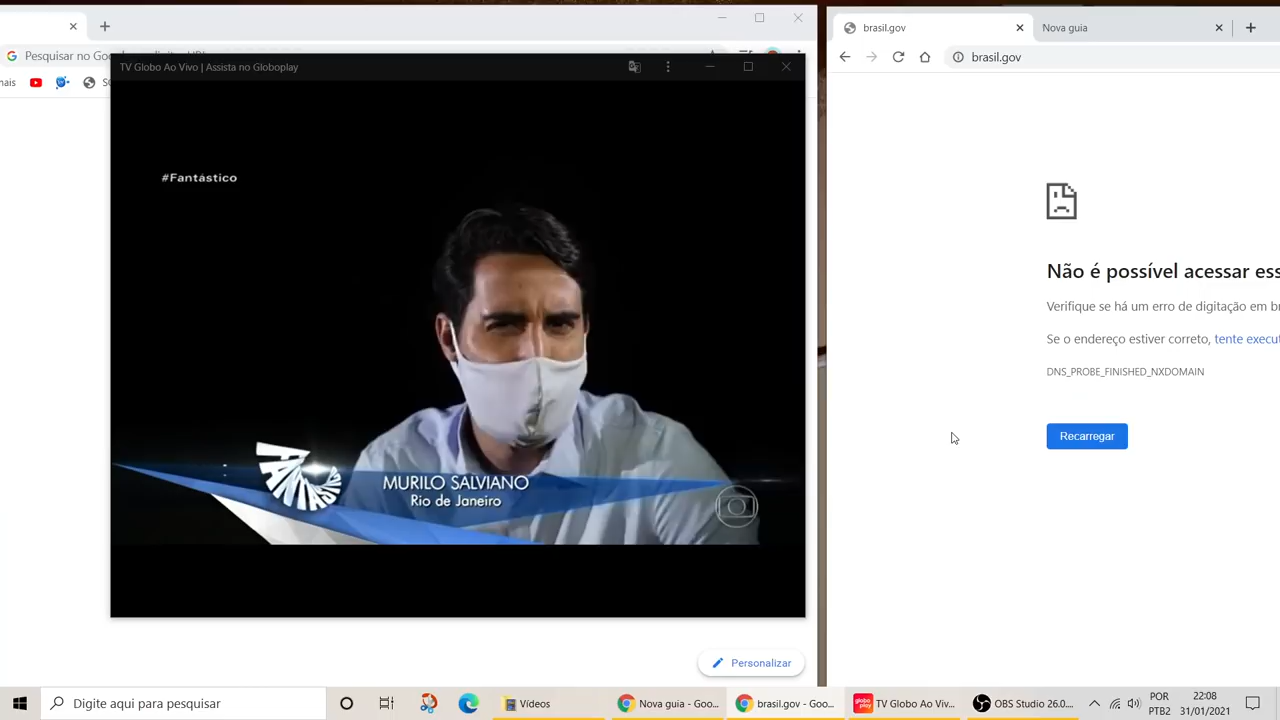 brasil.gov
Nova guia
Pesquisar no Goo
brasil.gov
mais
TV Globo Ao Vivo | Assista no Globoplay
#Fantástico
MURILO SALVIANO
Rio de Janeiro
Não é possível acessar ess
Verifique se há um erro de digitação em br
Se o endereço estiver correto, tente execut
DNS_PROBE_FINISHED_NXDOMAIN
Recarregar
Personalizar
Digite aqui para pesquisar
Vídeos
Nova guia - Goo...
brasil.gov - Goo...
globo play
TV Globo Ao Viv...
OBS Studio 26.0....
POR
PTB2
22:08
31/01/2021